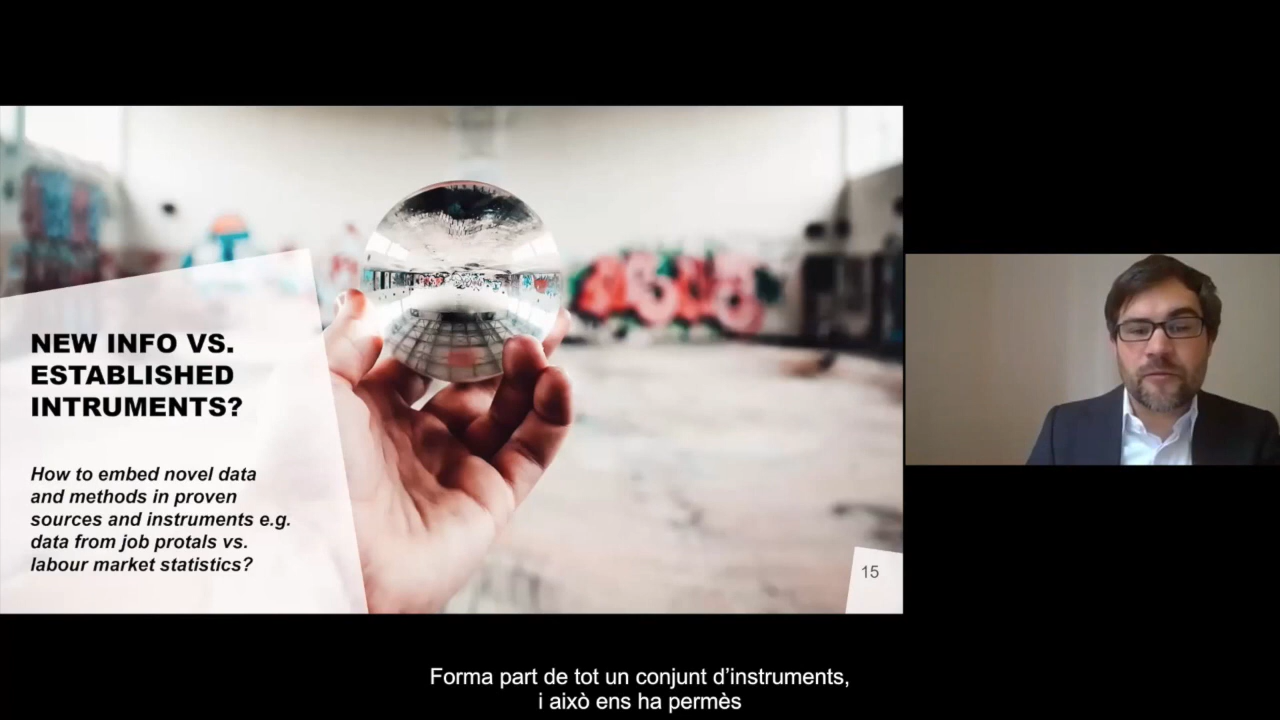 NEW INFO VS.
ESTABLISHED
INTRUMENTS?
How to embed novel data
and methods in proven
sources and instruments e.g.
data from job protals vs.
labour market statistics?
15
Forma part de tot un conjunt d’instruments,
i això ens ha permès